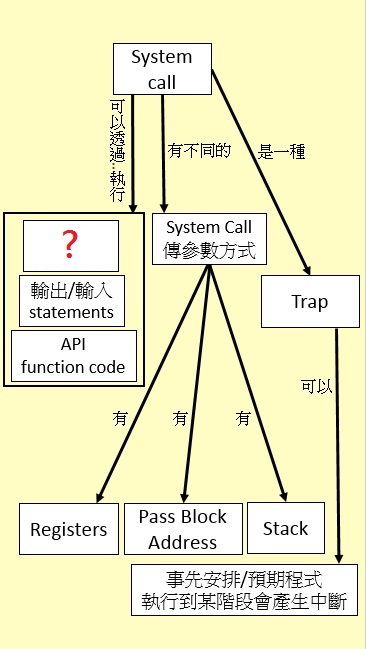 System
call
可以透過...執行
有不同的
是一種
?
輸出/輸入
statements
API
function code
System Call
傳參數方式
Trap
可以
有
有
有
Registers
Pass Block
Address
Stack
事先安排/預期程式
執行到某階段會產生中斷